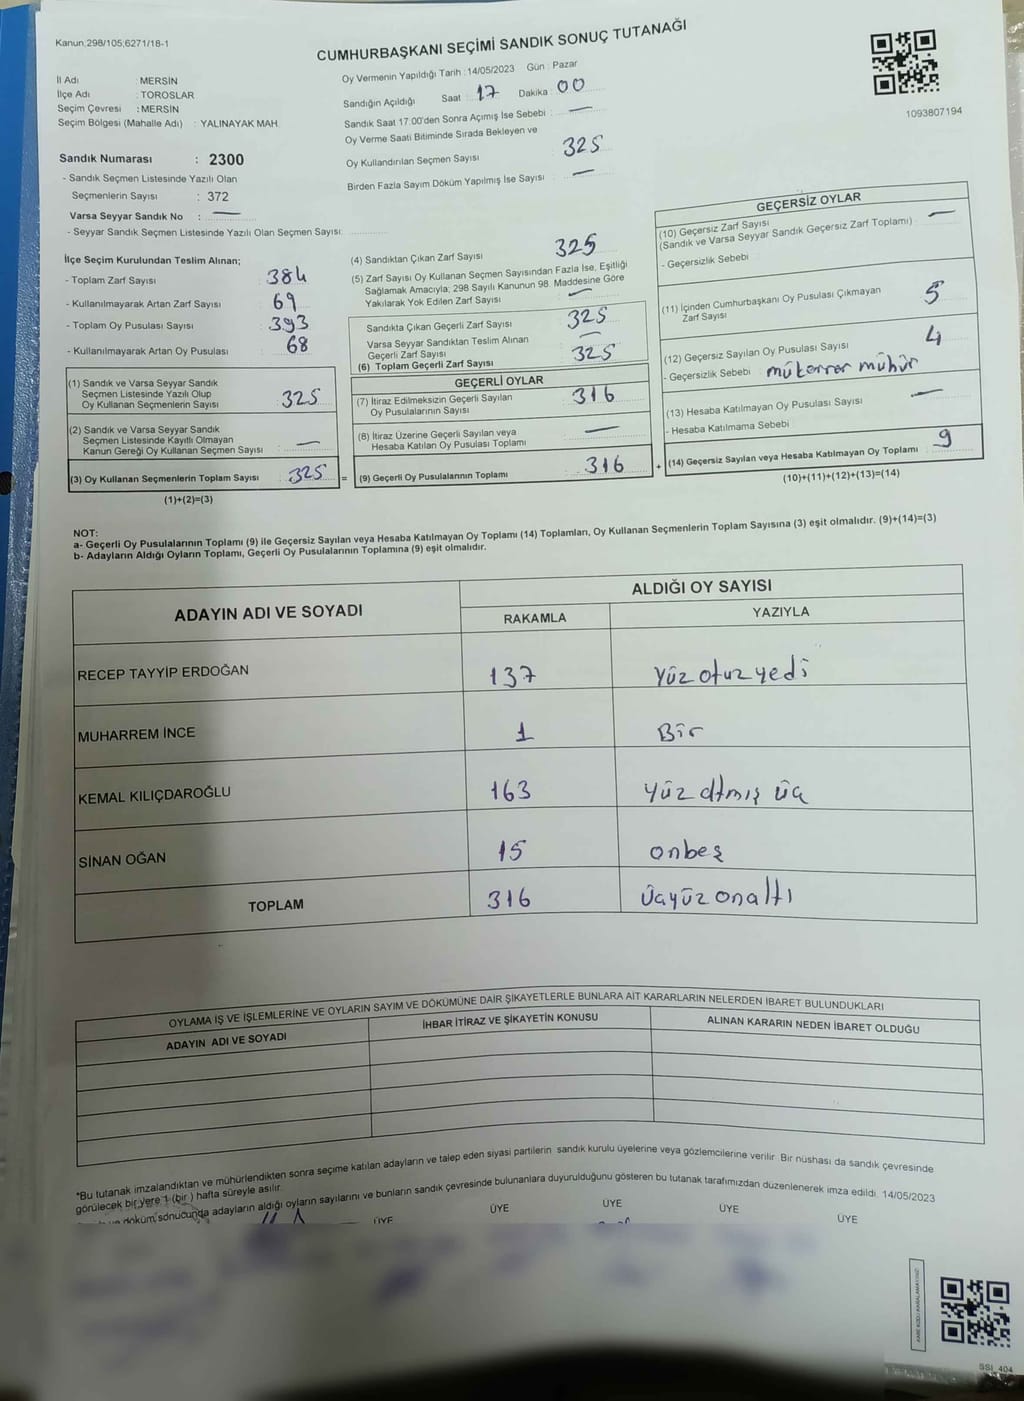 Kanun;298/105;6271/18-1
CUMHURBAŞKANI SEÇİMİ SANDIK SONUÇ TUTANAĞI
İl Adı : MERSİN
İlçe Adı : TOROSLAR
Seçim Çevresi : MERSİN
Seçim Bölgesi (Mahalle Adı) : YALINAYAK MAH.
Oy Vermenin Yapıldığı Tarih : 14/05/2023 Gün : Pazar
Sandığın Açıldığı Saat : 17 Dakika : 00
Sandık Saat 17:00'den Sonra Açımış İse Sebebi : —
Oy Verme Saati Bitiminde Sırada Bekleyen ve
Oy Kullandırılan Seçmen Sayısı : 325
Birden Fazla Sayım Döküm Yapılmış İse Sayısı : —
1093807194
Sandık Numarası : 2300
- Sandık Seçmen Listesinde Yazılı Olan
Seçmenlerin Sayısı : 372
Varsa Seyyar Sandık No : —
- Seyyar Sandık Seçmen Listesinde Yazılı Olan Seçmen Sayısı:
İlçe Seçim Kurulundan Teslim Alınan;
- Toplam Zarf Sayısı : 384
- Kullanılmayarak Artan Zarf Sayısı : 69
- Toplam Oy Pusulası Sayısı : 393
- Kullanılmayarak Artan Oy Pusulası : 68
(1) Sandık ve Varsa Seyyar Sandık
Seçmen Listesinde Yazılı Olup
Oy Kullanan Seçmenlerin Sayısı : 325
(2) Sandık ve Varsa Seyyar Sandık
Seçmen Listesinde Kayıtlı Olmayan
Kanun Gereği Oy Kullanan Seçmen Sayısı : —
(3) Oy Kullanan Seçmenlerin Toplam Sayısı : 325 =
(1)+(2)=(3)
(4) Sandıktan Çıkan Zarf Sayısı 325
(5) Zarf Sayısı Oy Kullanan Seçmen Sayısından Fazla İse, Eşitliği
Sağlamak Amacıyla; 298 Sayılı Kanunun 98. Maddesine Göre
Yakılarak Yok Edilen Zarf Sayısı : —
Sandıkta Çıkan Geçerli Zarf Sayısı : 325
Varsa Seyyar Sandıktan Teslim Alınan
Geçerli Zarf Sayısı : —
(6) Toplam Geçerli Zarf Sayısı : 325
GEÇERLİ OYLAR
(7) İtiraz Edilmeksizin Geçerli Sayılan
Oy Pusulalarının Sayısı : 316
(8) İtiraz Üzerine Geçerli Sayılan veya
Hesaba Katılan Oy Pusulası Toplamı : —
(9) Geçerli Oy Pusulalarının Toplamı : 316 +
GEÇERSİZ OYLAR
(10) Geçersiz Zarf Sayısı : —
(Sandık ve Varsa Seyyar Sandık Geçersiz Zarf Toplamı)
- Geçersizlik Sebebi :
(11) İçinden Cumhurbaşkanı Oy Pusulası Çıkmayan
Zarf Sayısı : 5
(12) Geçersiz Sayılan Oy Pusulası Sayısı : 4
- Geçersizlik Sebebi : mükerrer mühür
(13) Hesaba Katılmayan Oy Pusulası Sayısı : —
- Hesaba Katılmama Sebebi :
(14) Geçersiz Sayılan veya Hesaba Katılmayan Oy Toplamı : 9
(10)+(11)+(12)+(13)=(14)
NOT:
a- Geçerli Oy Pusulalarının Toplamı (9) ile Geçersiz Sayılan veya Hesaba Katılmayan Oy Toplamı (14) Toplamları, Oy Kullanan Seçmenlerin Toplam Sayısına (3) eşit olmalıdır. (9)+(14)=(3)
b- Adayların Aldığı Oyların Toplamı, Geçerli Oy Pusulalarının Toplamına (9) eşit olmalıdır.
ADAYIN ADI VE SOYADI ALDIĞI OY SAYISI
RAKAMLA YAZIYLA
RECEP TAYYİP ERDOĞAN 137 Yüz otuz yedi
MUHARREM İNCE 1 Bir
KEMAL KILIÇDAROĞLU 163 yüz altmış üç
SİNAN OĞAN 15 onbeş
TOPLAM 316 Üçyüz onaltı
OYLAMA İŞ VE İŞLEMLERİNE VE OYLARIN SAYIM VE DÖKÜMÜNE DAİR ŞİKAYETLERLE BUNLARA AİT KARARLARIN NELERDEN İBARET BULUNDUKLARI
ADAYIN ADI VE SOYADI İHBAR İTİRAZ VE ŞİKAYETİN KONUSU ALINAN KARARIN NEDEN İBARET OLDUĞU
*Bu tutanak imzalandıktan ve mühürlendikten sonra seçime katılan adayların ve talep eden siyasi partilerin sandık kurulu üyelerine veya gözlemcilerine verilir. Bir nüshası da sandık çevresinde
görülecek bir yere 1 (bir) hafta süreyle asılır.
ve döküm sonucunda adayların aldığı oyların sayılarını ve bunların sandık çevresinde bulunanlara duyurulduğunu gösteren bu tutanak tarafımızdan düzenlenerek imza edildi. 14/05/2023
ÜYE ÜYE ÜYE ÜYE ÜYE
KARE KODU KARALAMAYINIZ!
SSI_404